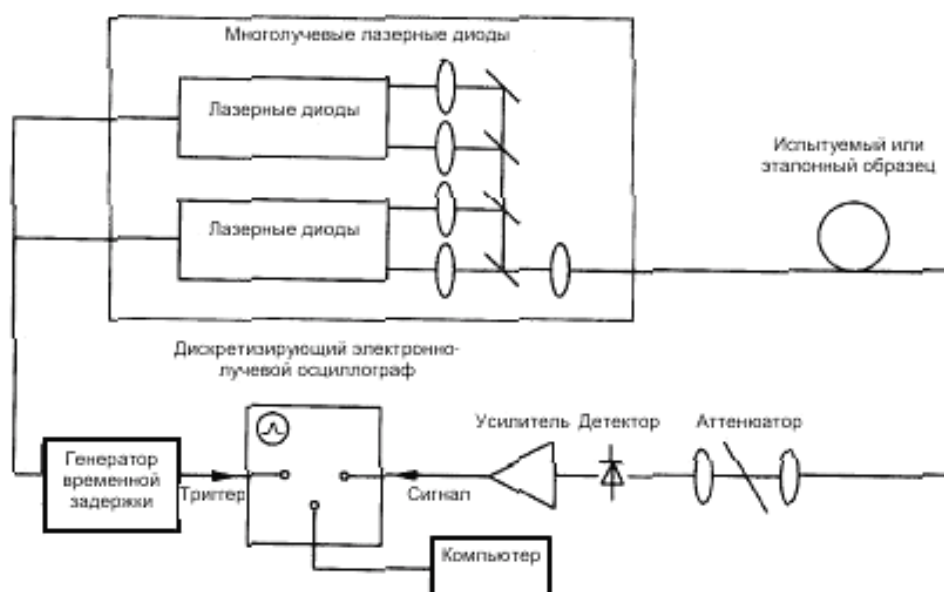 Многолучевые лазерные диоды
Лазерные диоды
Лазерные диоды
Испытуемый или
эталонный образец
Дискретизирующий электронно-
лучевой осциллограф
Усилитель
Детектор
Аттенюатор
Генератор
временной
задержки
Триггер
Сигнал
Компьютер